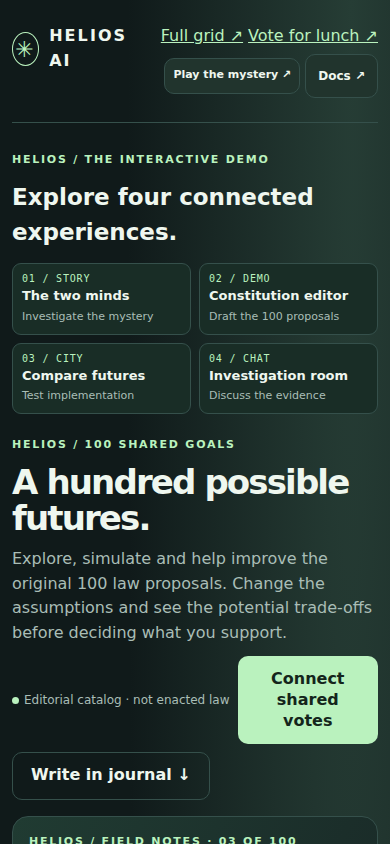 HELIOS
AI
Full grid ↗ Vote for lunch ↗
Play the mystery ↗
Docs ↗
HELIOS / THE INTERACTIVE DEMO
Explore four connected
experiences.
01 / STORY
The two minds
Investigate the mystery
02 / DEMO
Constitution editor
Draft the 100 proposals
03 / CITY
Compare futures
Test implementation
04 / CHAT
Investigation room
Discuss the evidence
HELIOS / 100 SHARED GOALS
A hundred possible
futures.
Explore, simulate and help improve the
original 100 law proposals. Change the
assumptions and see the potential trade-offs
before deciding what you support.
Editorial catalog · not enacted law
Connect
shared
votes
Write in journal ↓
HELIOS / FIELD NOTES · 03 OF 100